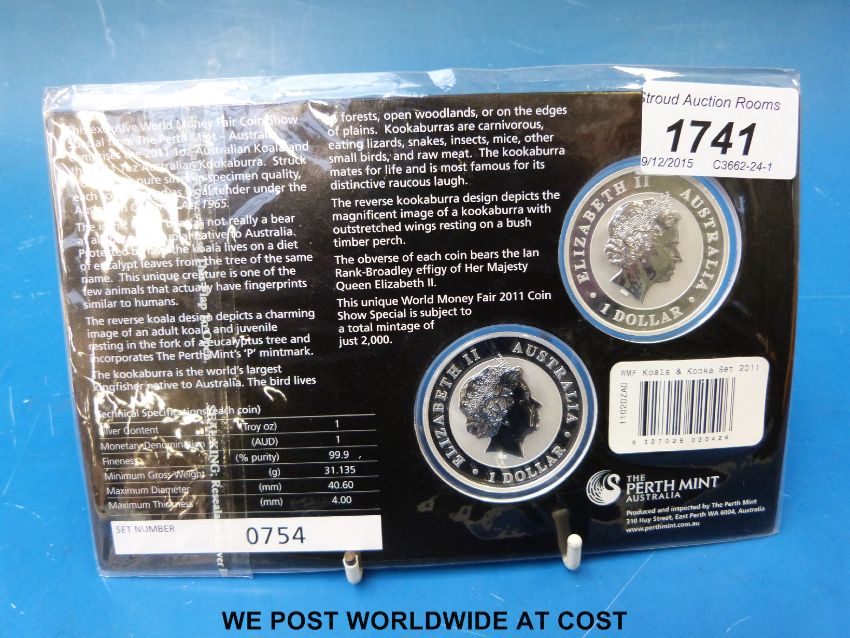 This exclusive World Money Fair Coin Show
from The Perth Mint – Australia
the 2011 1oz Australian Koala and
1oz Australian Kookaburra. Struck
pure silver in specimen quality,
each legal tender under the
Australian Act 1965.
not really a bear
native to Australia.
the koala lives on a diet
of eucalypt leaves from the tree of the same
name. This unique creature is one of the
few animals that actually have fingerprints
similar to humans.
The reverse koala design depicts a charming
image of an adult koala and juvenile
resting in the fork of a eucalyptus tree and
incorporates The Perth Mint's 'P' mintmark.
The kookaburra is the world's largest
kingfisher native to Australia. The bird lives
in forests, open woodlands, or on the edges
of plains. Kookaburras are carnivorous,
eating lizards, snakes, insects, mice, other
small birds, and raw meat. The kookaburra
mates for life and is most famous for its
distinctive raucous laugh.
The reverse kookaburra design depicts the
magnificent image of a kookaburra with
outstretched wings resting on a bush
timber perch.
The obverse of each coin bears the Ian
Rank-Broadley effigy of Her Majesty
Queen Elizabeth II.
This unique World Money Fair 2011 Coin
Show Special is subject to
a total mintage of
just 2,000.
Technical Specifications (each coin)
Silver Content (Troy oz) 1
Monetary Denomination (AUD) 1
Fineness (% purity) 99.9
Minimum Gross Weight (g) 31.135
Maximum Diameter (mm) 40.60
Maximum Thickness (mm) 4.00
SET NUMBER
0754
Stroud Auction Rooms
1741
9/12/2015 C3662-24-1
ELIZABETH II AUSTRALIA
• 1 DOLLAR •
ELIZABETH II AUSTRALIA
• 1 DOLLAR •
WMF Koala & Kooka Set 2011
11020ZAD
9 327025 020426
THE
PERTH MINT
AUSTRALIA
Produced and inspected by The Perth Mint
310 Hay Street, East Perth WA 6004, Australia
www.perthmint.com.au
WE POST WORLDWIDE AT COST